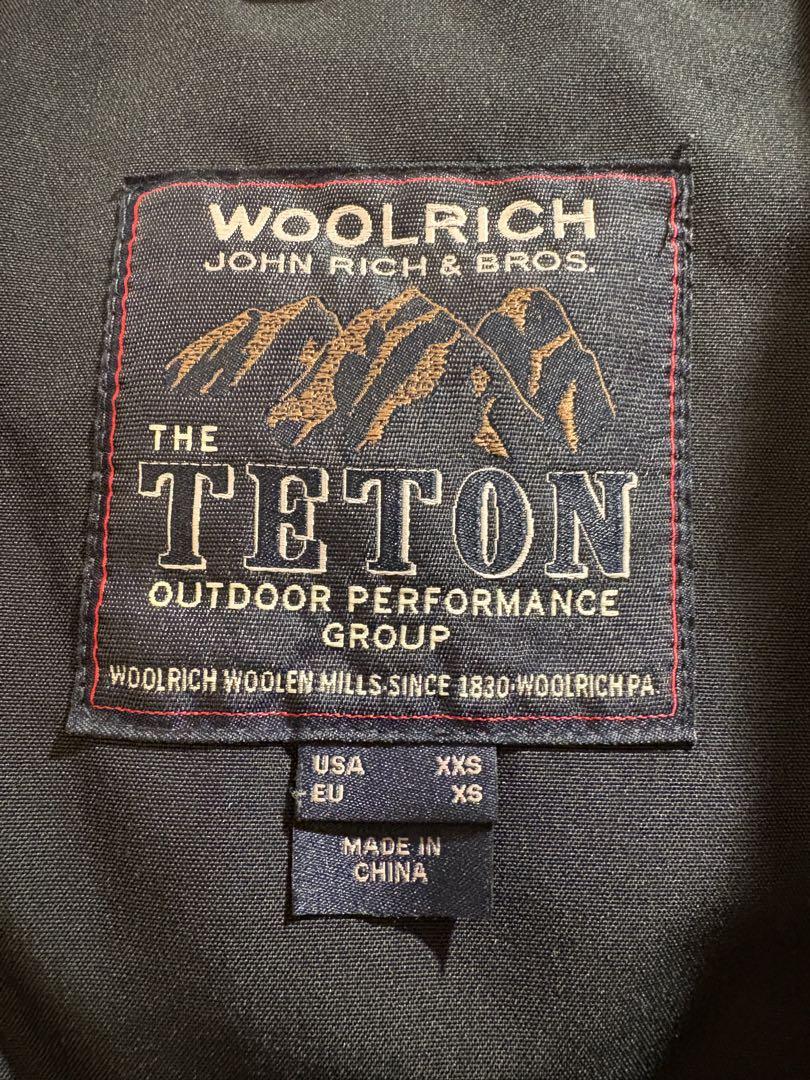 WOOLRICH
JOHN RICH & BROS.
THE
TETON
OUTDOOR PERFORMANCE
GROUP
WOOLRICH WOOLEN MILLS·SINCE 1830·WOOLRICH PA.
USA XXS
EU XS
MADE IN
CHINA